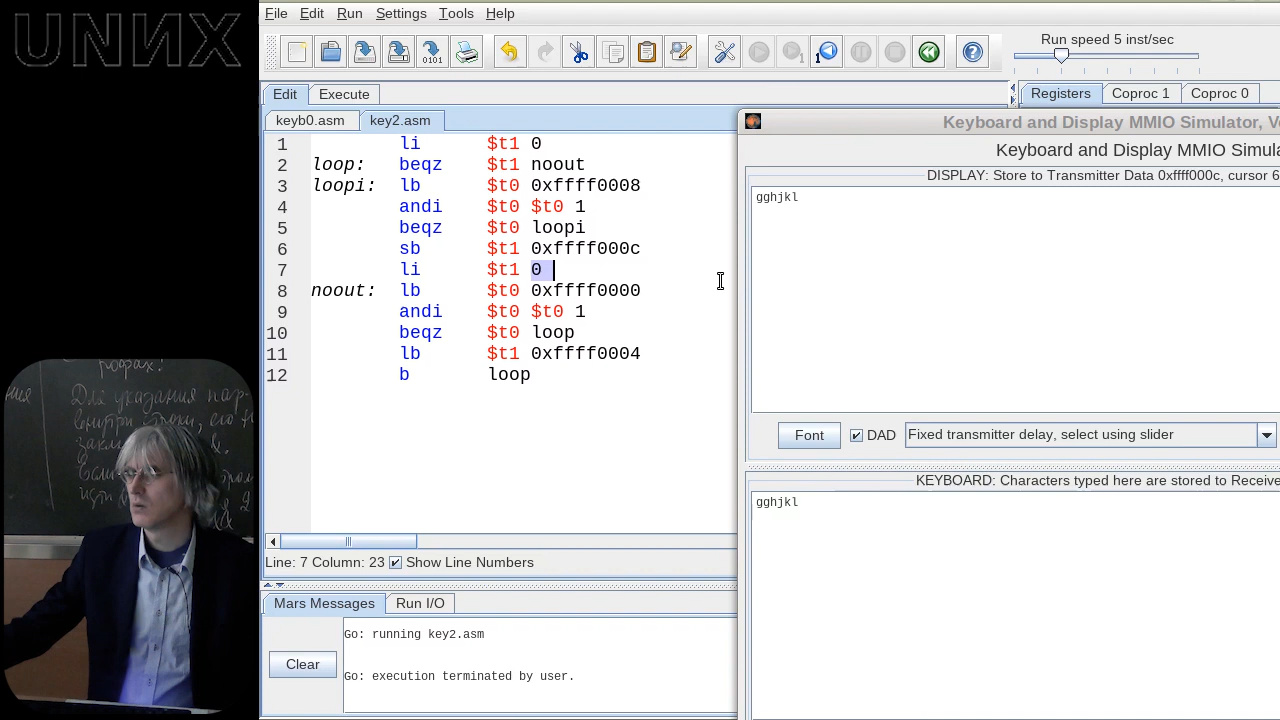 UNИX
File Edit Run Settings Tools Help
Run speed 5 inst/sec
Edit Execute
Registers Coproc 1 Coproc 0
keyb0.asm key2.asm
1 li $t1 0
2 loop: beqz $t1 noout
3 loopi: lb $t0 0xffff0008
4 andi $t0 $t0 1
5 beqz $t0 loopi
6 sb $t1 0xffff000c
7 li $t1 0
8 noout: lb $t0 0xffff0000
9 andi $t0 $t0 1
10 beqz $t0 loop
11 lb $t1 0xffff0004
12 b loop
Line: 7 Column: 23 Show Line Numbers
Mars Messages Run I/O
Go: running key2.asm
Clear
Go: execution terminated by user.
Keyboard and Display MMIO Simulator, Ve
Keyboard and Display MMIO Simula
DISPLAY: Store to Transmitter Data 0xffff000c, cursor 6
gghjkl
Font DAD Fixed transmitter delay, select using slider
KEYBOARD: Characters typed here are stored to Receive
gghjkl
Для указания пар-